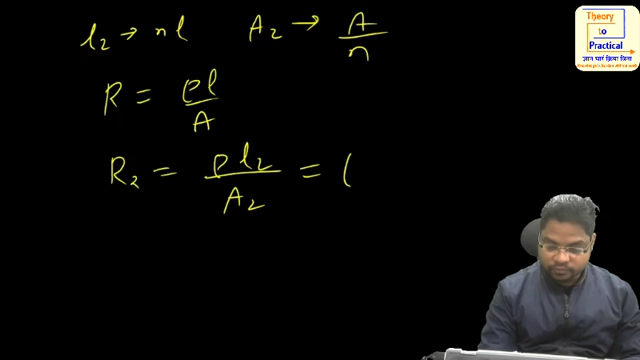 l₂ → nl A₂ → A/n
R = ρl/A
R₂ = ρl₂/A₂ = (
Theory
to
Practical